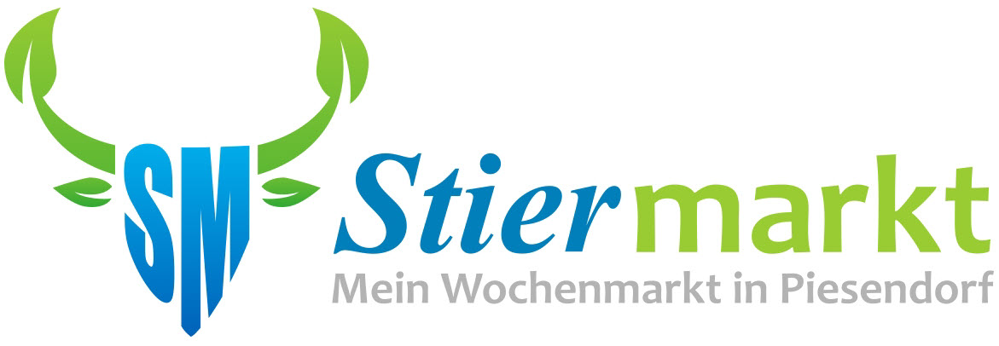 SM
Stiermarkt
Mein Wochenmarkt in Piesendorf